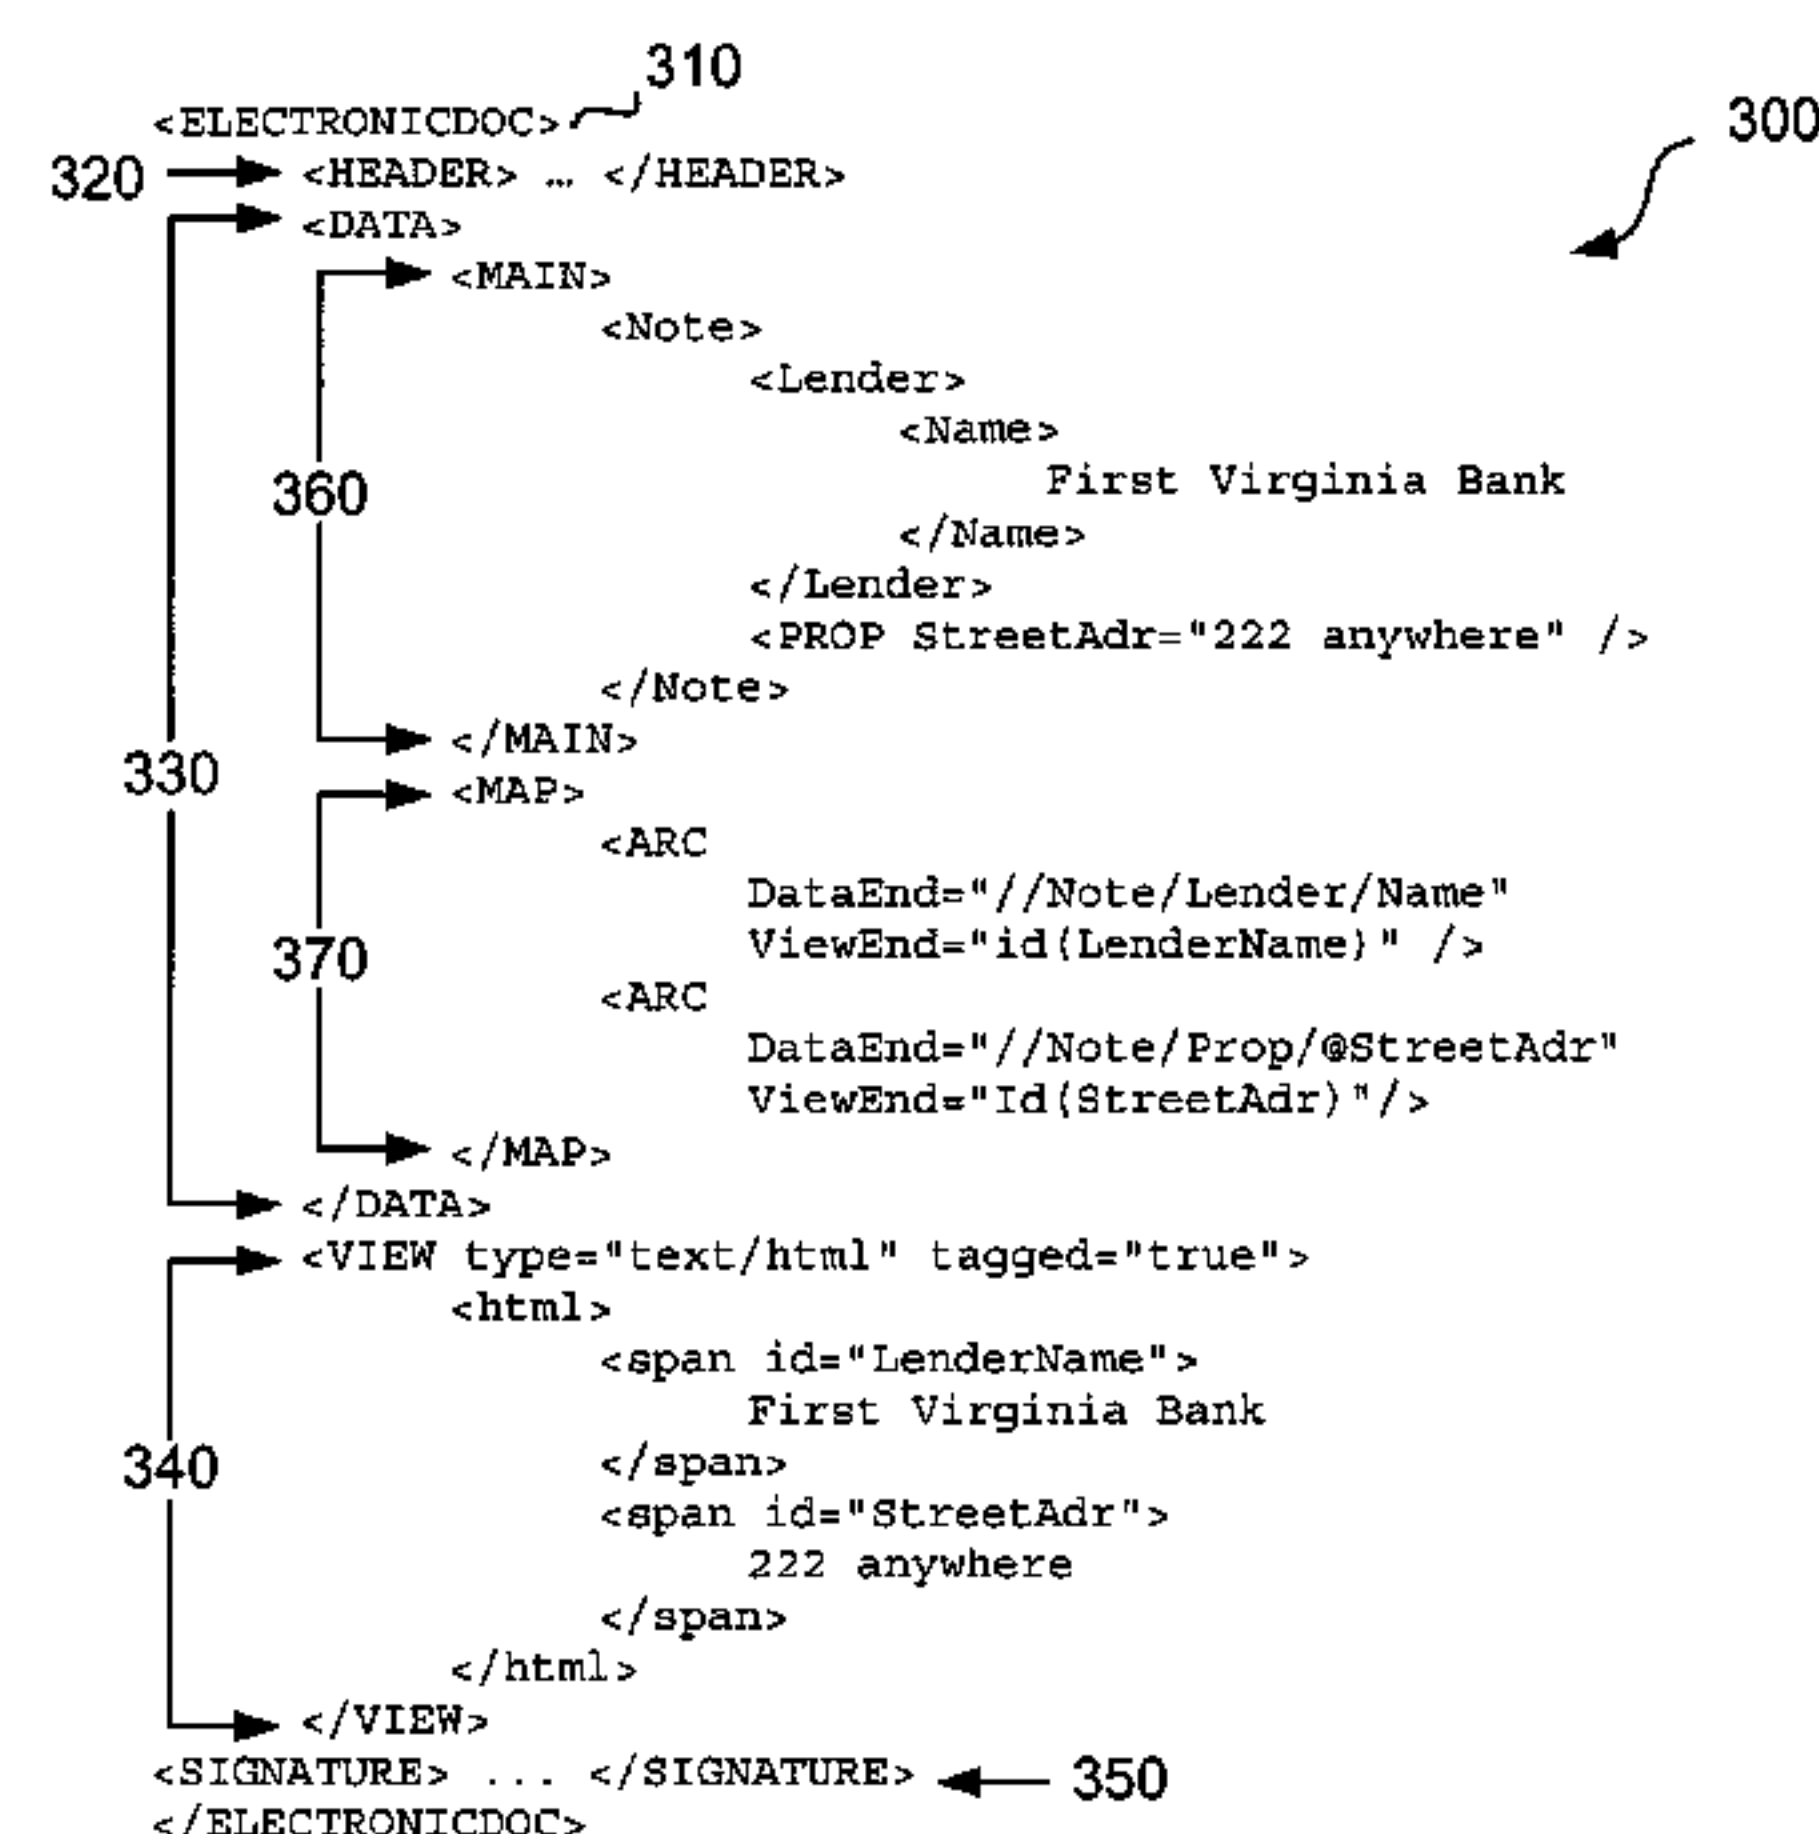 310
<ELECTRONICDOC>
300
320 <HEADER> … </HEADER>
<DATA>
<MAIN>
<Note>
<Lender>
<Name>
360 First Virginia Bank
</Name>
</Lender>
<PROP StreetAdr="222 anywhere" />
</Note>
</MAIN>
330
<MAP>
<ARC
DataEnd="//Note/Lender/Name"
370 ViewEnd="id(LenderName)" />
<ARC
DataEnd="//Note/Prop/@StreetAdr"
ViewEnd="Id(StreetAdr)"/>
</MAP>
</DATA>
<VIEW type="text/html" tagged="true">
<html>
<span id="LenderName">
First Virginia Bank
340 </span>
<span id="StreetAdr">
222 anywhere
</span>
</html>
</VIEW>
<SIGNATURE> ... </SIGNATURE> 350
</ELECTRONICDOC>